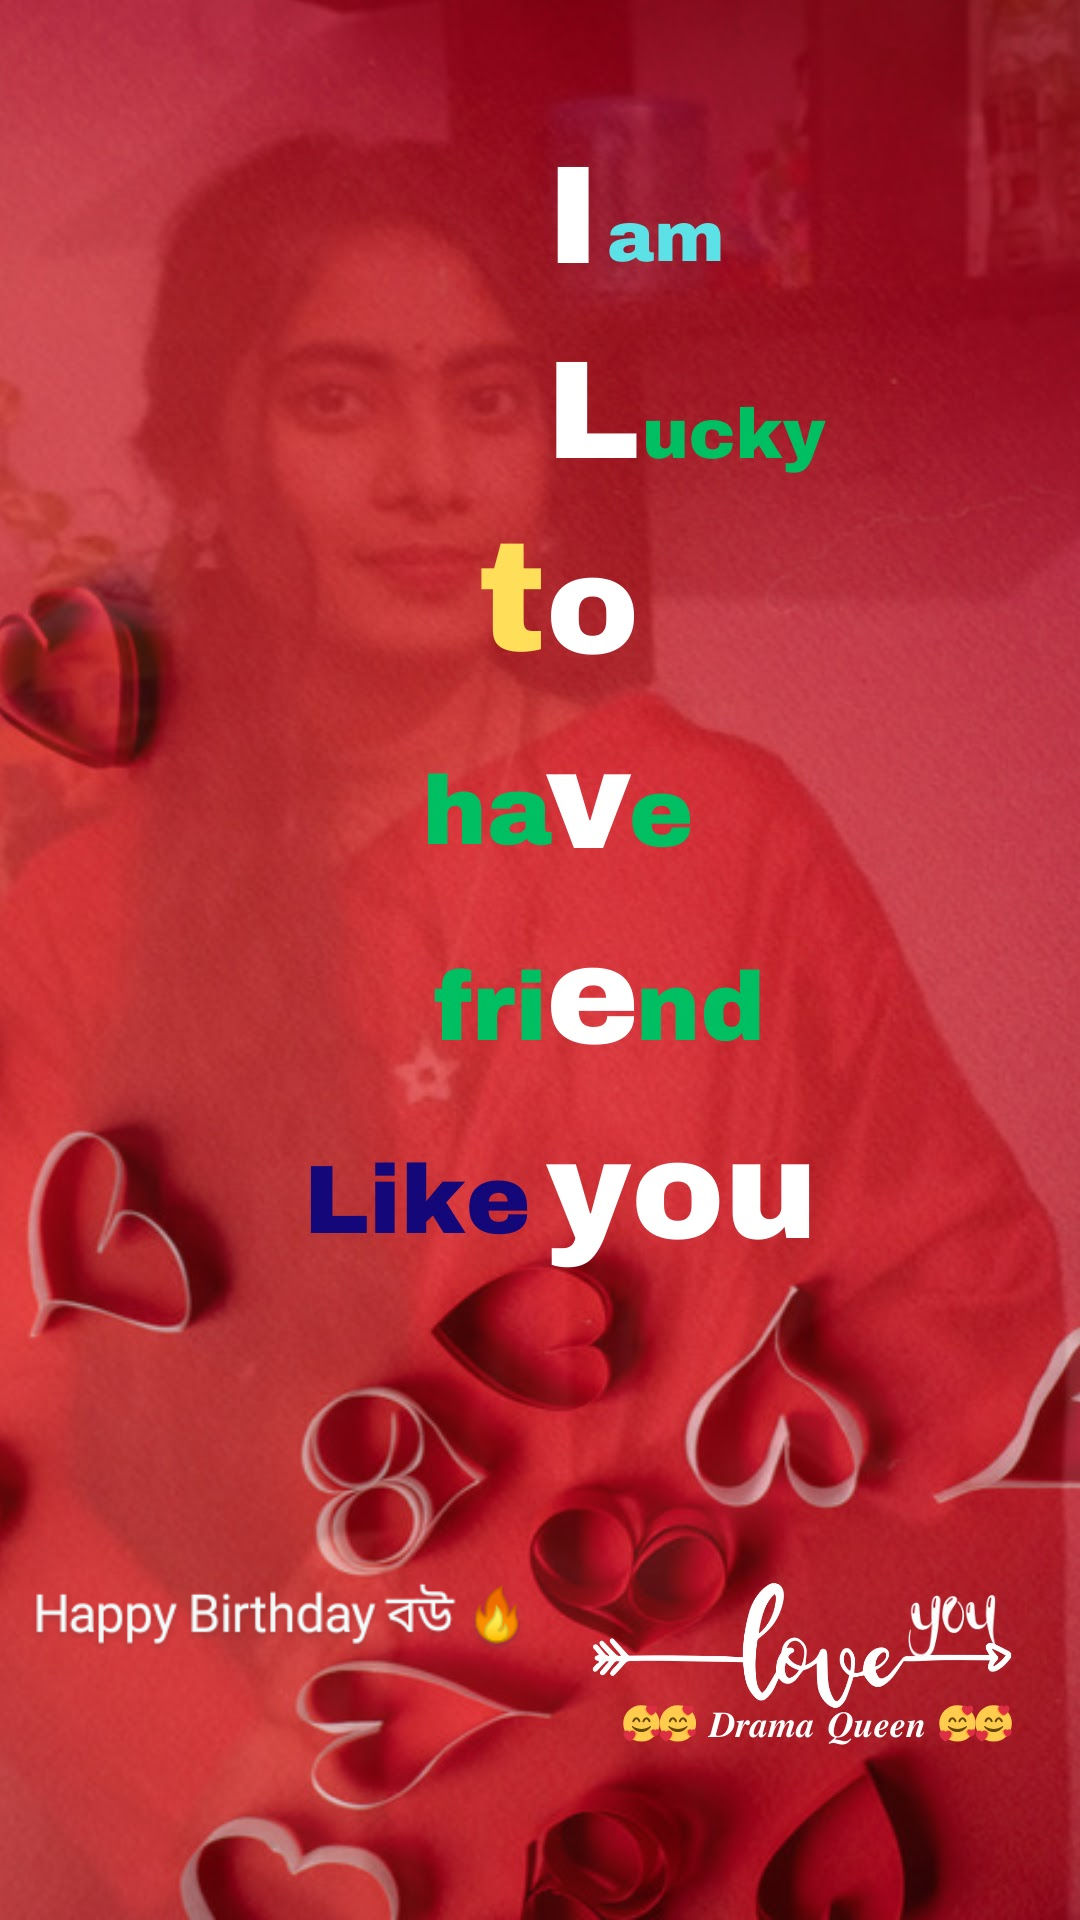 I am
Lucky
to
have
friend
Like you
Happy Birthday বউ 🔥
love you
🥰🥰 Drama Queen 🥰🥰